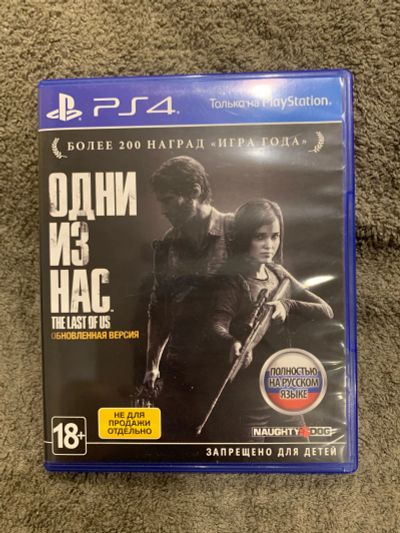 PS4
Только на PlayStation
БОЛЕЕ 200 НАГРАД «ИГРА ГОДА»
ОДНИ
ИЗ
НАС
THE LAST OF US
ОБНОВЛЕННАЯ ВЕРСИЯ
ПОЛНОСТЬЮ
НА РУССКОМ
ЯЗЫКЕ
НЕ ДЛЯ
ПРОДАЖИ
ОТДЕЛЬНО
18+
NAUGHTY DOG
ЗАПРЕЩЕНО ДЛЯ ДЕТЕЙ